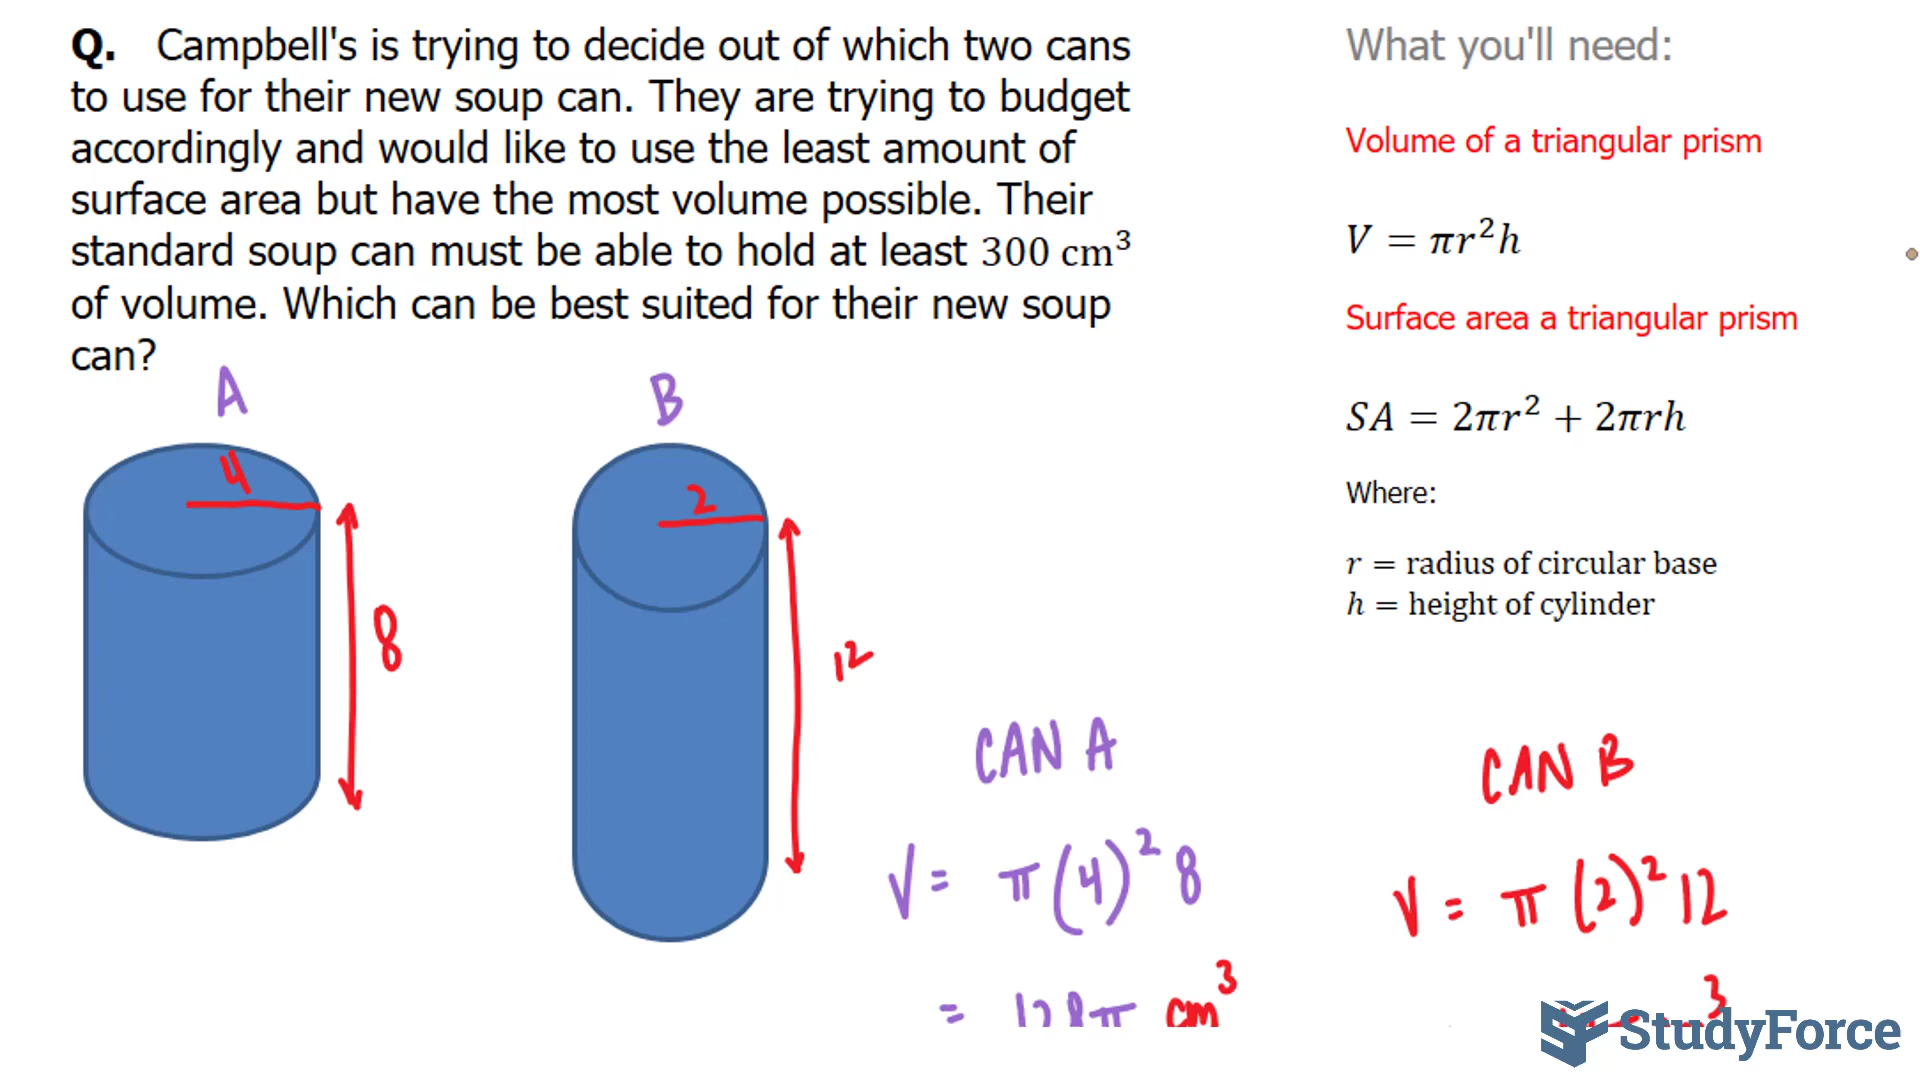 Q. Campbell's is trying to decide out of which two cans
to use for their new soup can. They are trying to budget
accordingly and would like to use the least amount of
surface area but have the most volume possible. Their
standard soup can must be able to hold at least 300 cm³
of volume. Which can be best suited for their new soup
can?
What you'll need:
Volume of a triangular prism
V = πr²h
Surface area a triangular prism
SA = 2πr² + 2πrh
Where:
r = radius of circular base
h = height of cylinder
A
4
8
B
2
12
CAN A
V = π(4)² 8
= 128π cm³
CAN B
V = π (2)² 12
3
StudyForce